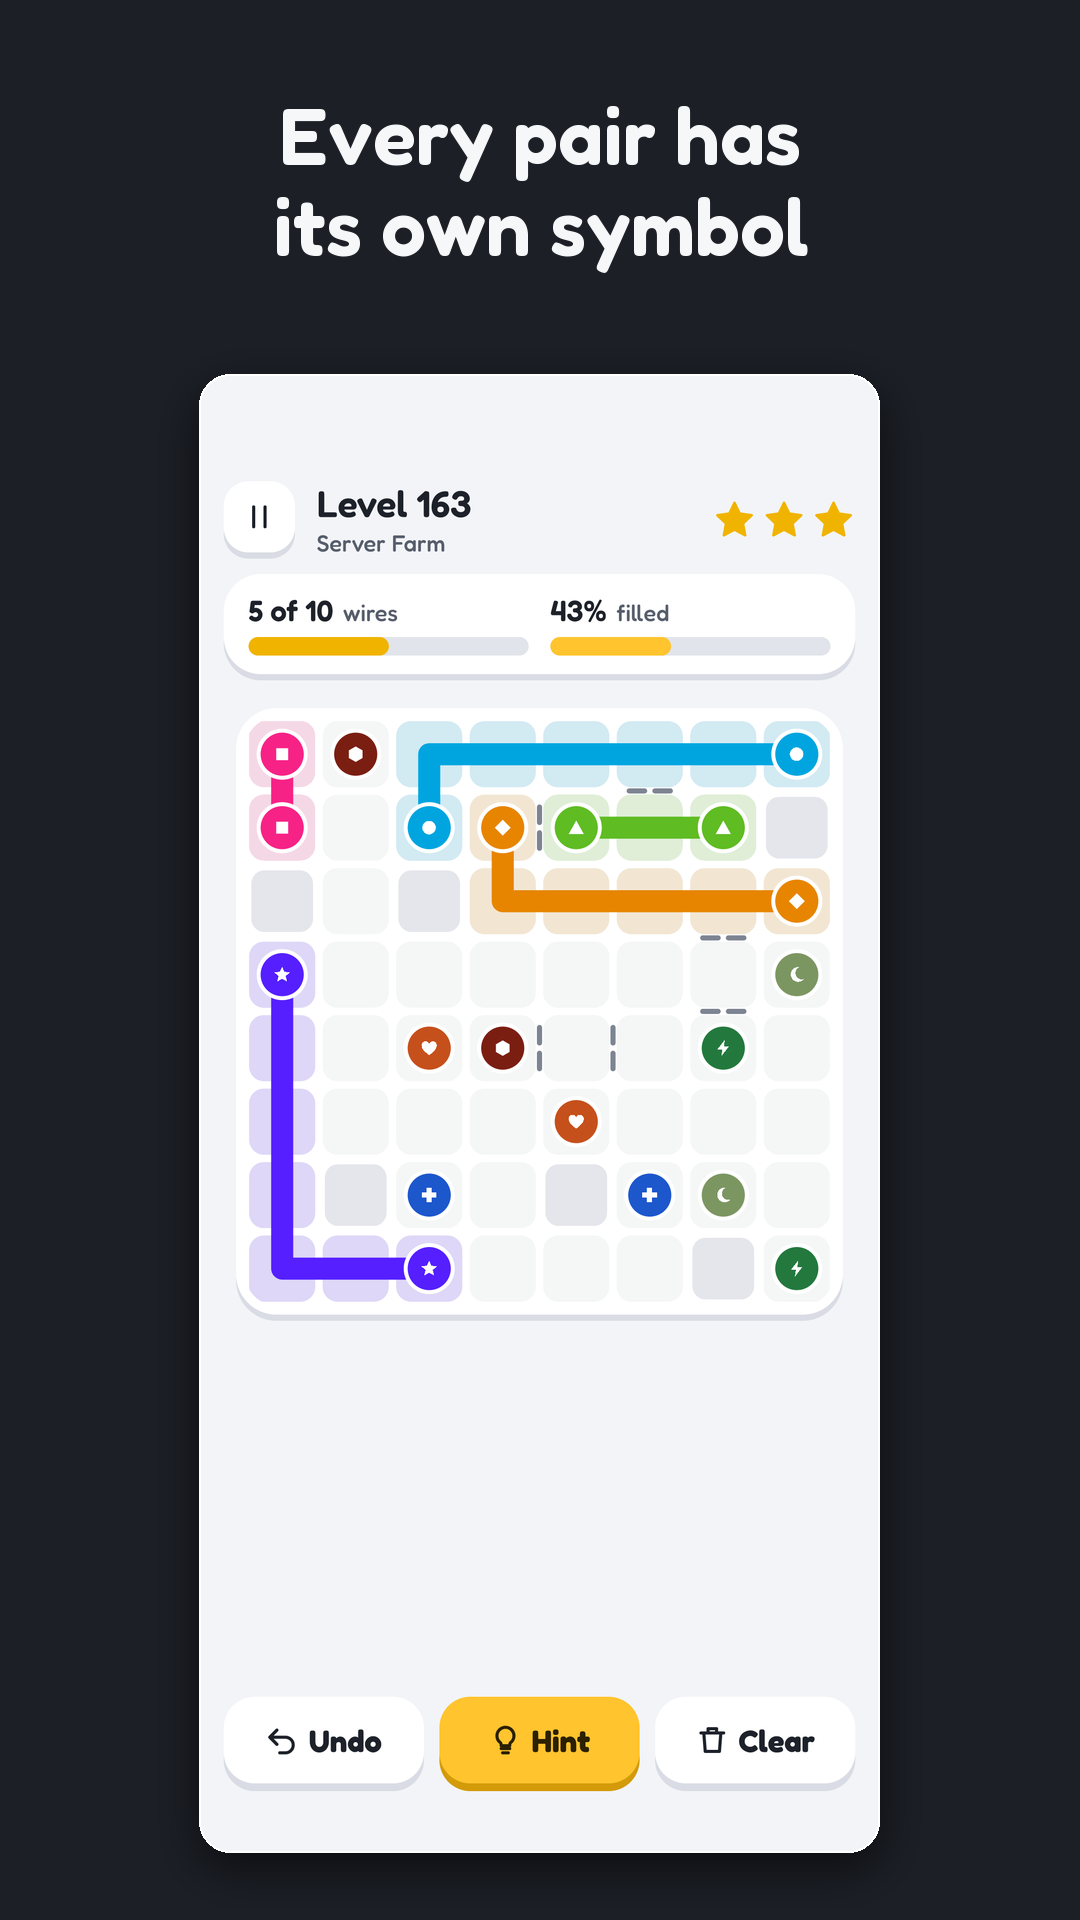 Every pair has
its own symbol
Level 163
Server Farm
5 of 10 wires
43% filled
Undo
Hint
Clear